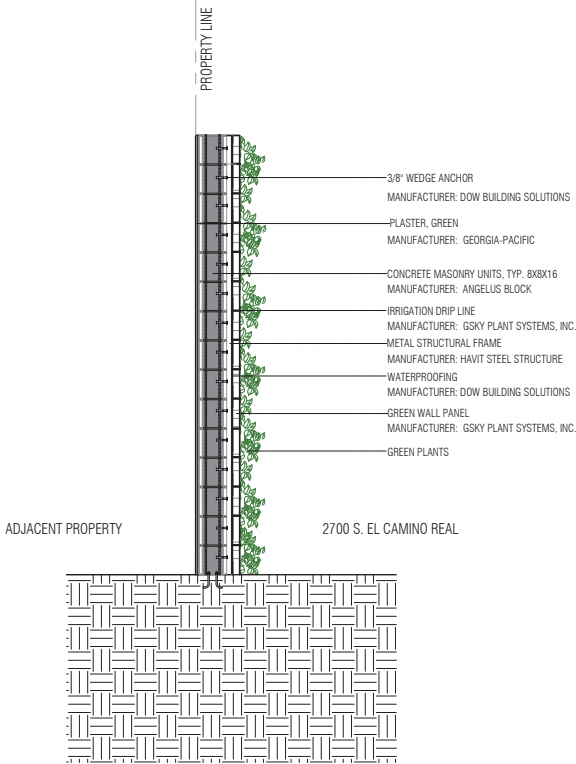 PROPERTY LINE
3/8" WEDGE ANCHOR
MANUFACTURER: DOW BUILDING SOLUTIONS
PLASTER, GREEN
MANUFACTURER: GEORGIA-PACIFIC
CONCRETE MASONRY UNITS, TYP. 8X8X16
MANUFACTURER: ANGELUS BLOCK
IRRIGATION DRIP LINE
MANUFACTURER: GSKY PLANT SYSTEMS, INC.
METAL STRUCTURAL FRAME
MANUFACTURER: HAVIT STEEL STRUCTURE
WATERPROOFING
MANUFACTURER: DOW BUILDING SOLUTIONS
GREEN WALL PANEL
MANUFACTURER: GSKY PLANT SYSTEMS, INC.
GREEN PLANTS
ADJACENT PROPERTY
2700 S. EL CAMINO REAL